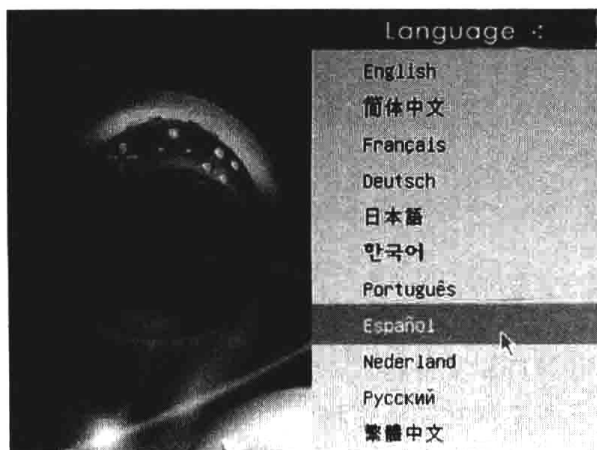 Language
English
简体中文
Français
Deutsch
日本語
한국어
Português
Español
Nederland
Русский
繁體中文